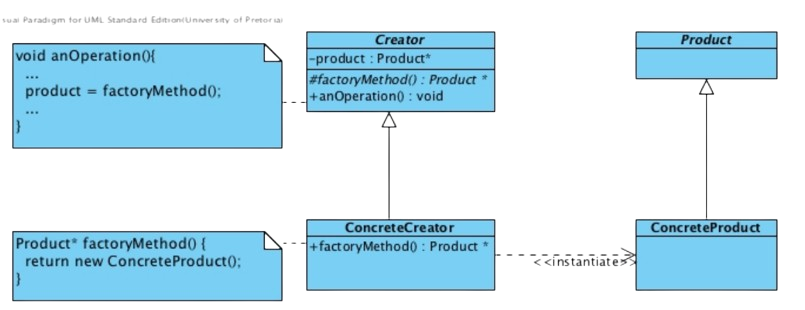 sual Paradigm for UML Standard Edition(University of Pretoria
void anOperation(){
...
product = factoryMethod();
...
}
Creator
-product : Product*
#factoryMethod() : Product *
+anOperation() : void
Product
Product* factoryMethod() {
return new ConcreteProduct();
}
ConcreteCreator
+factoryMethod() : Product *
<<instantiate>>
ConcreteProduct